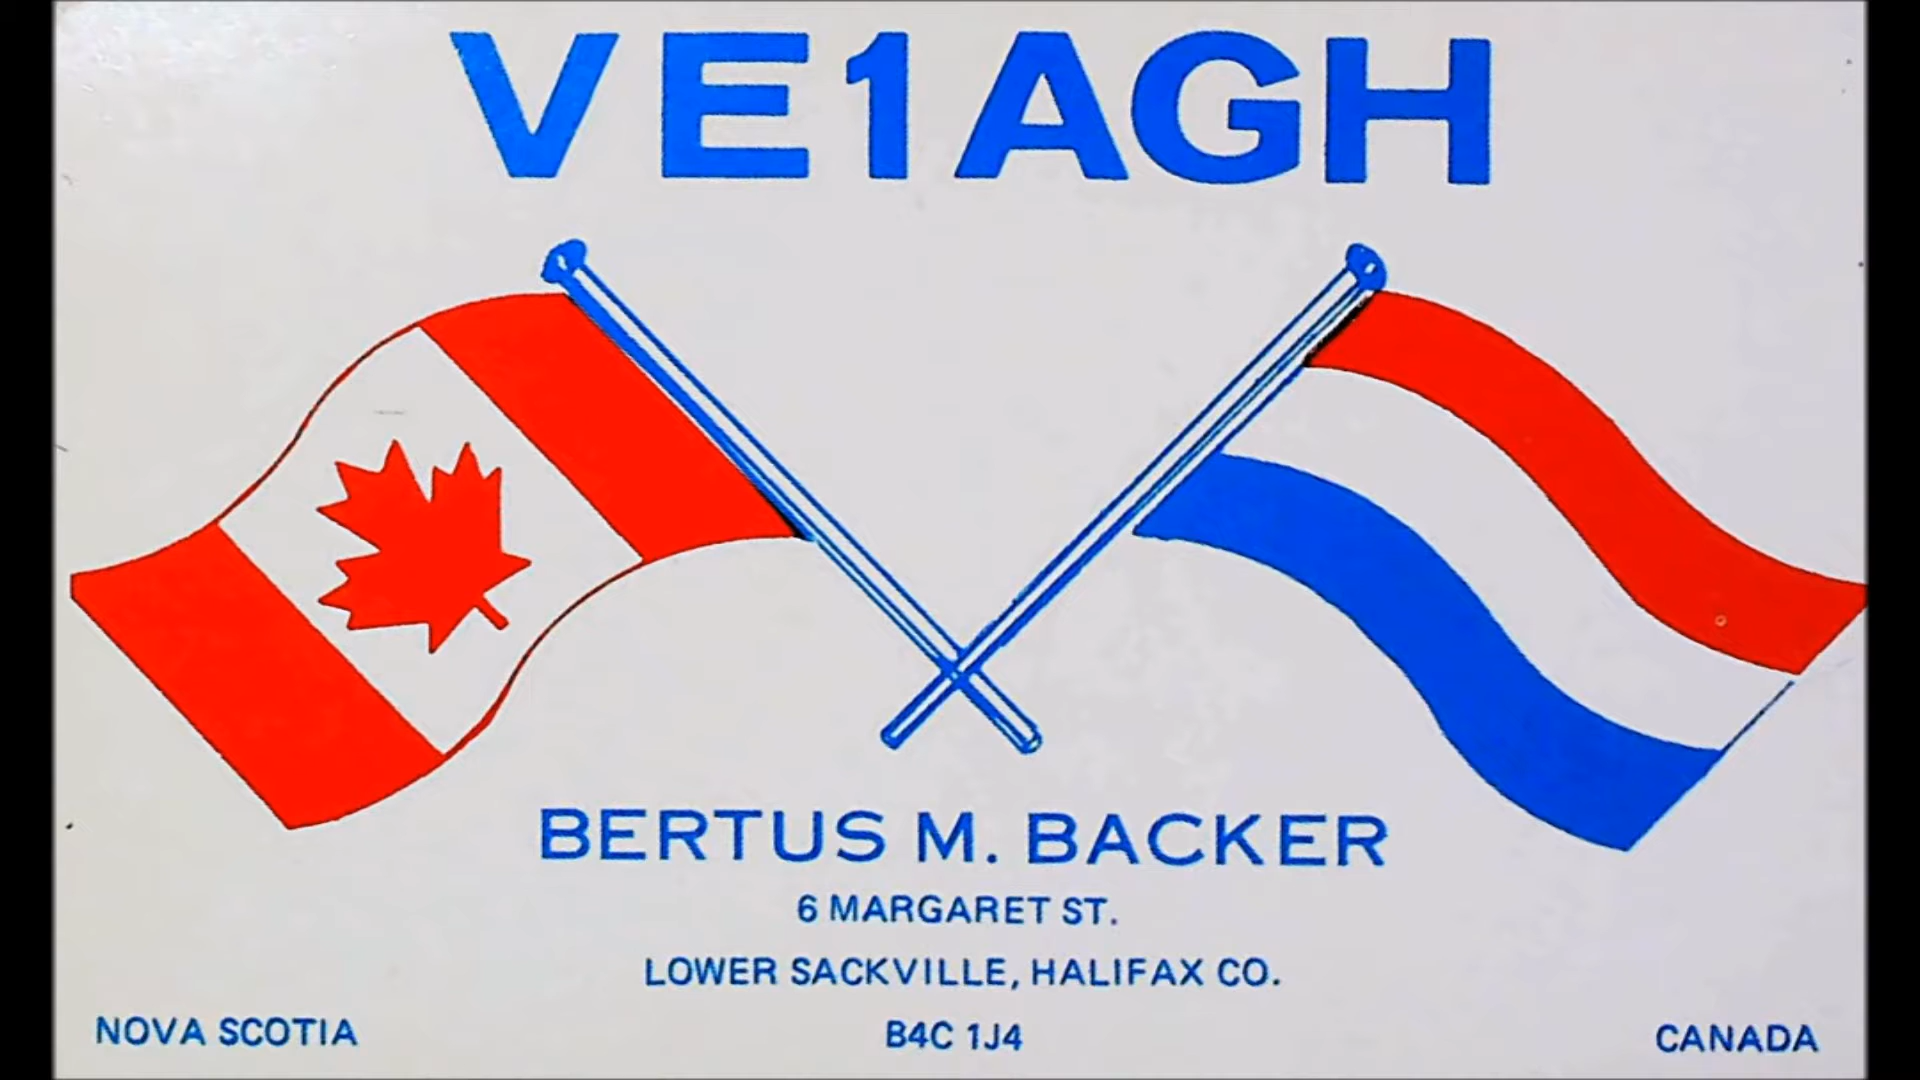 VE1AGH
BERTUS M. BACKER
6 MARGARET ST.
LOWER SACKVILLE, HALIFAX CO.
NOVA SCOTIA B4C 1J4 CANADA